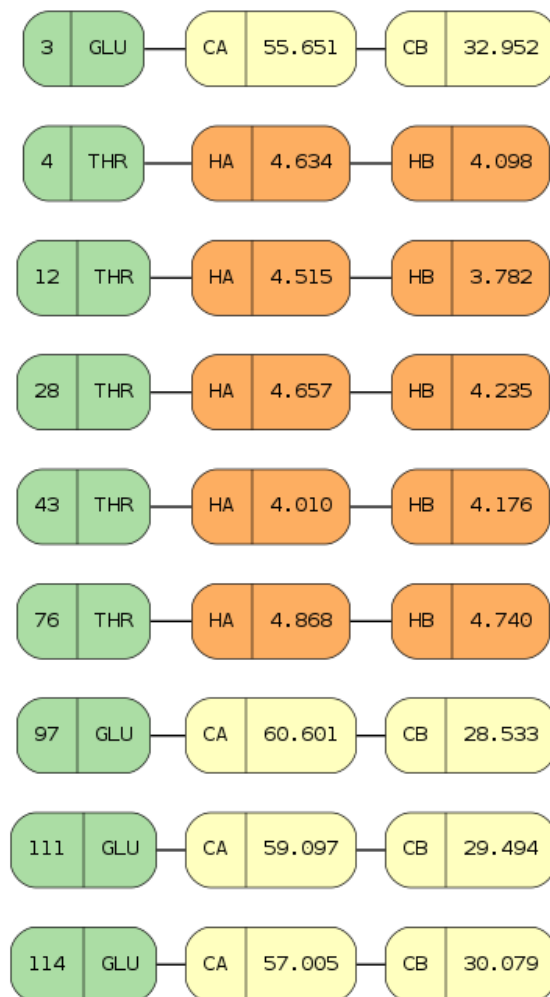 3 GLU CA 55.651 CB 32.952
4 THR HA 4.634 HB 4.098
12 THR HA 4.515 HB 3.782
28 THR HA 4.657 HB 4.235
43 THR HA 4.010 HB 4.176
76 THR HA 4.868 HB 4.740
97 GLU CA 60.601 CB 28.533
111 GLU CA 59.097 CB 29.494
114 GLU CA 57.005 CB 30.079